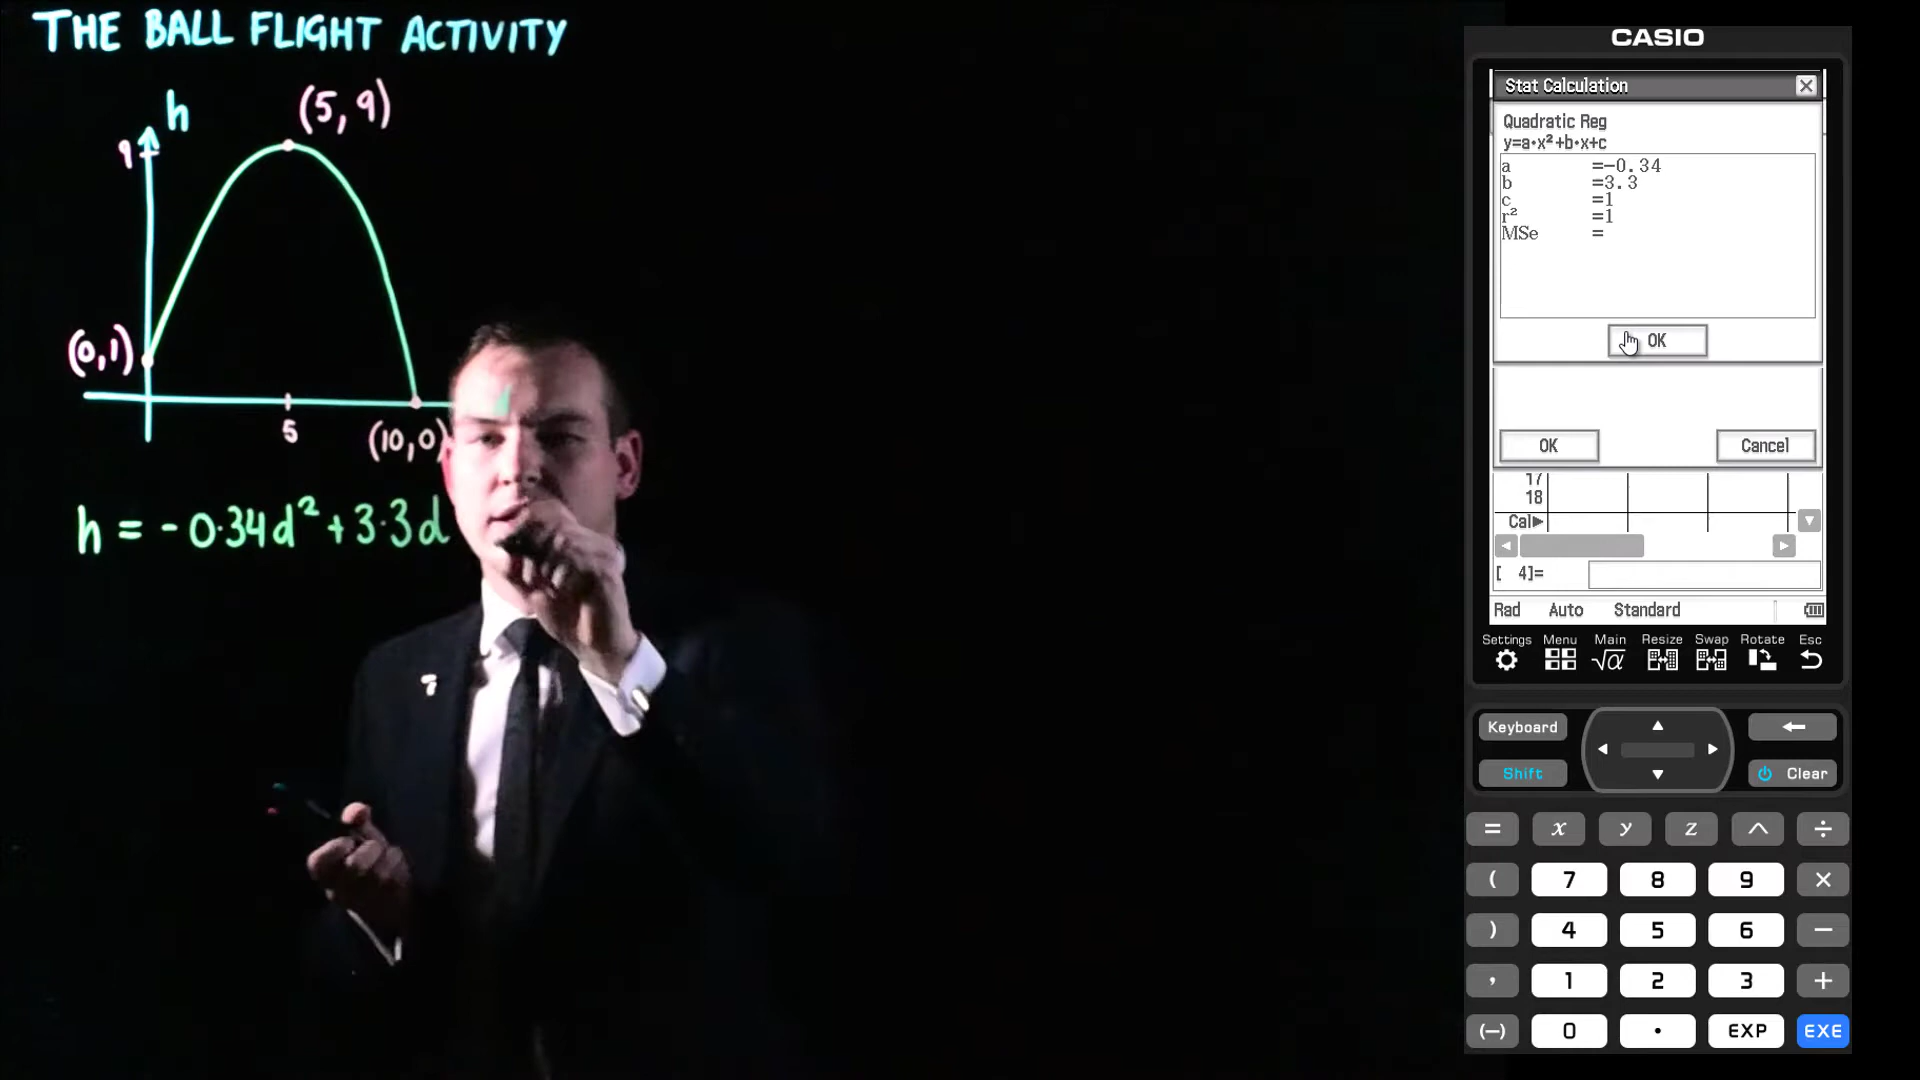 THE BALL FLIGHT ACTIVITY
h
(5, 9)
9
(0, 1)
5
(10, 0)
h = -0·34d² + 3·3d
CASIO
Stat Calculation
Quadratic Reg
y=a•x²+b•x+c
a =-0.34
b =3.3
c =1
r² =1
MSe =
OK
OK Cancel
17
18
Cal▶
[ 4]=
Rad Auto Standard
Settings Menu Main Resize Swap Rotate Esc
√α
Keyboard
Shift Clear
= x y z ^ ÷
( 7 8 9 ×
) 4 5 6 −
, 1 2 3 +
(−) 0 • EXP EXE